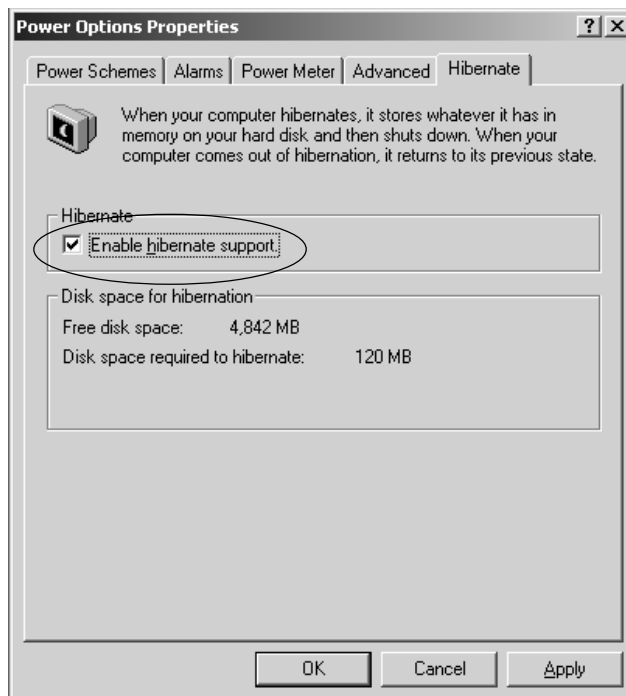 Power Options Properties
? ×
Power Schemes Alarms Power Meter Advanced Hibernate
When your computer hibernates, it stores whatever it has in
memory on your hard disk and then shuts down. When your
computer comes out of hibernation, it returns to its previous state.
Hibernate
Enable hibernate support.
Disk space for hibernation
Free disk space: 4,842 MB
Disk space required to hibernate: 120 MB
OK Cancel Apply